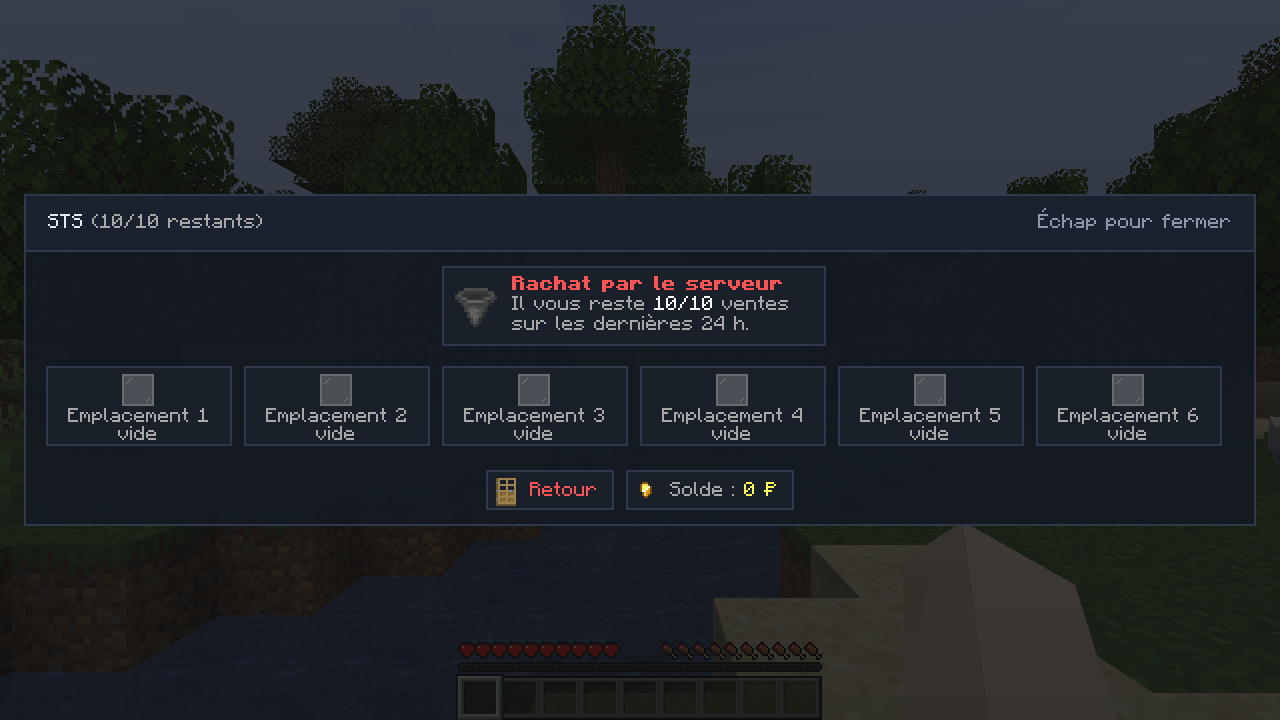 STS (10/10 restants)
Échap pour fermer
Rachat par le serveur
Il vous reste 10/10 ventes
sur les dernières 24 h.
Emplacement 1
vide
Emplacement 2
vide
Emplacement 3
vide
Emplacement 4
vide
Emplacement 5
vide
Emplacement 6
vide
Retour
Solde : 0 ₣